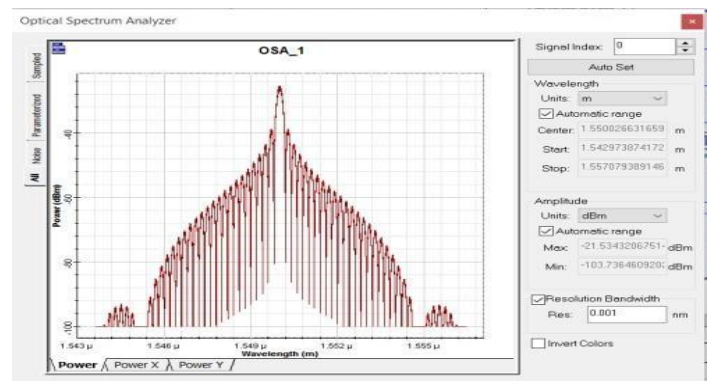 Optical Spectrum Analyzer
OSA_1
Sampled
Parameterized
Noise
All
Power (dBm)
-40
-60
-80
-100
1.543 µ
1.546 µ
1.549 µ
1.552 µ
1.555 µ
Wavelength (m)
Power
Power X
Power Y
Signal Index: 0
Auto Set
Wavelength
Units: m
Automatic range
Center: 1.550026631659 m
Start: 1.542973874172 m
Stop: 1.557079389146 m
Amplitude
Units: dBm
Automatic range
Max: -21.5343206751 dBm
Min: -103.736460920 dBm
Resolution Bandwidth
Res: 0.001 nm
Invert Colors